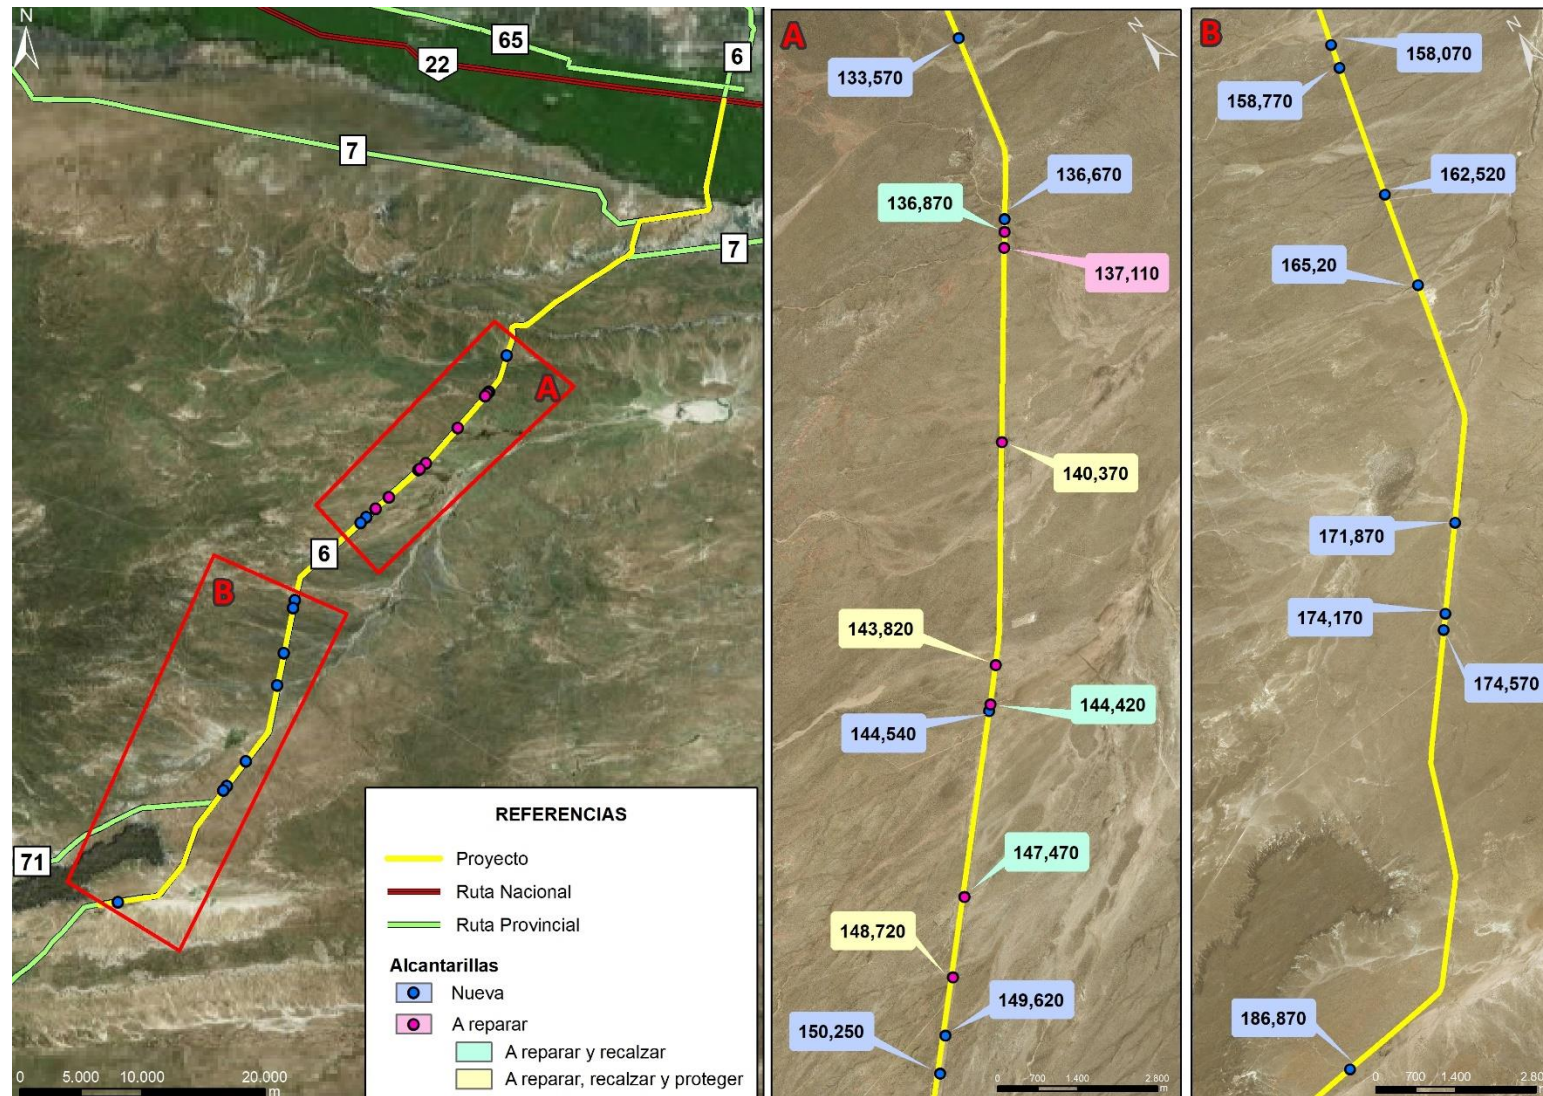 N
65
6
22
7
7
A
6
B
71
REFERENCIAS
Proyecto
Ruta Nacional
Ruta Provincial
Alcantarillas
Nueva
A reparar
A reparar y recalzar
A reparar, recalzar y proteger
0 5.000 10.000 20.000
m
A
N
133,570
136,670
136,870
137,110
140,370
143,820
144,420
144,540
147,470
148,720
149,620
150,250
0 700 1.400 2.800
m
B
N
158,070
158,770
162,520
165,20
171,870
174,170
174,570
186,870
0 700 1.400 2.80
m